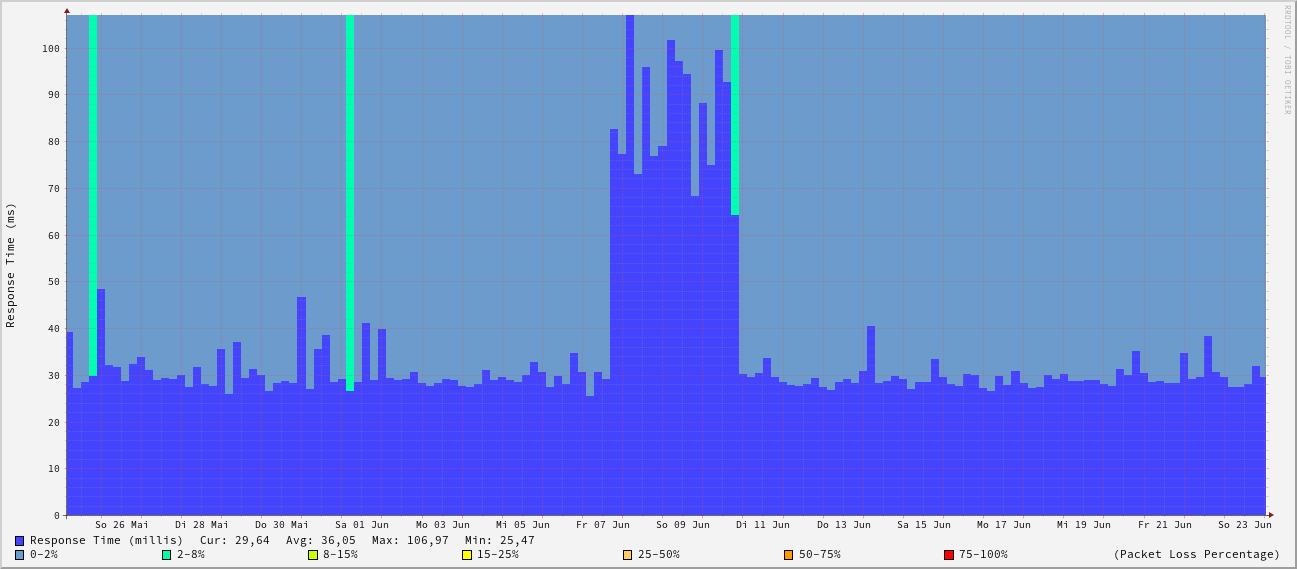 RRDTOOL / TOBI OETIKER
Response Time (ms)
100
90
80
70
60
50
40
30
20
10
0
So 26 Mai Di 28 Mai Do 30 Mai Sa 01 Jun Mo 03 Jun Mi 05 Jun Fr 07 Jun So 09 Jun Di 11 Jun Do 13 Jun Sa 15 Jun Mo 17 Jun Mi 19 Jun Fr 21 Jun So 23 Jun
Response Time (millis) Cur: 29,64 Avg: 36,05 Max: 106,97 Min: 25,47
0-2% 2-8% 8-15% 15-25% 25-50% 50-75% 75-100% (Packet Loss Percentage)